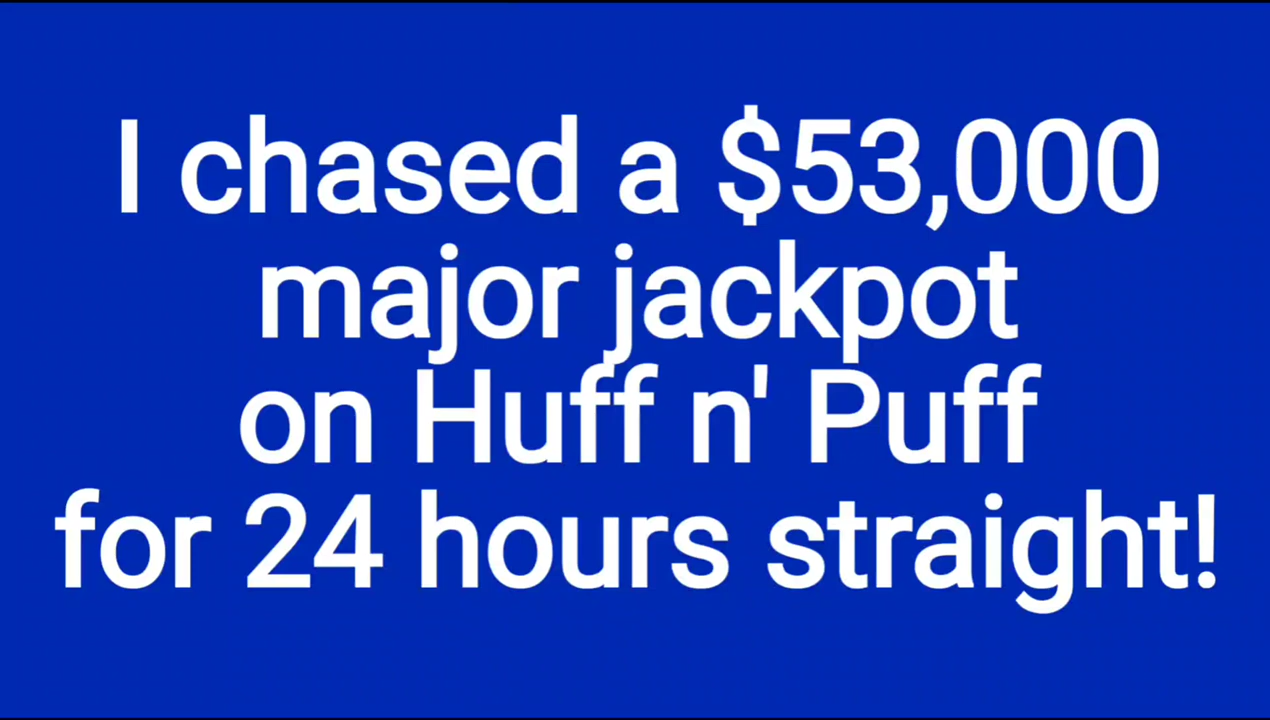 I chased a $53,000
major jackpot
on Huff n' Puff
for 24 hours straight!